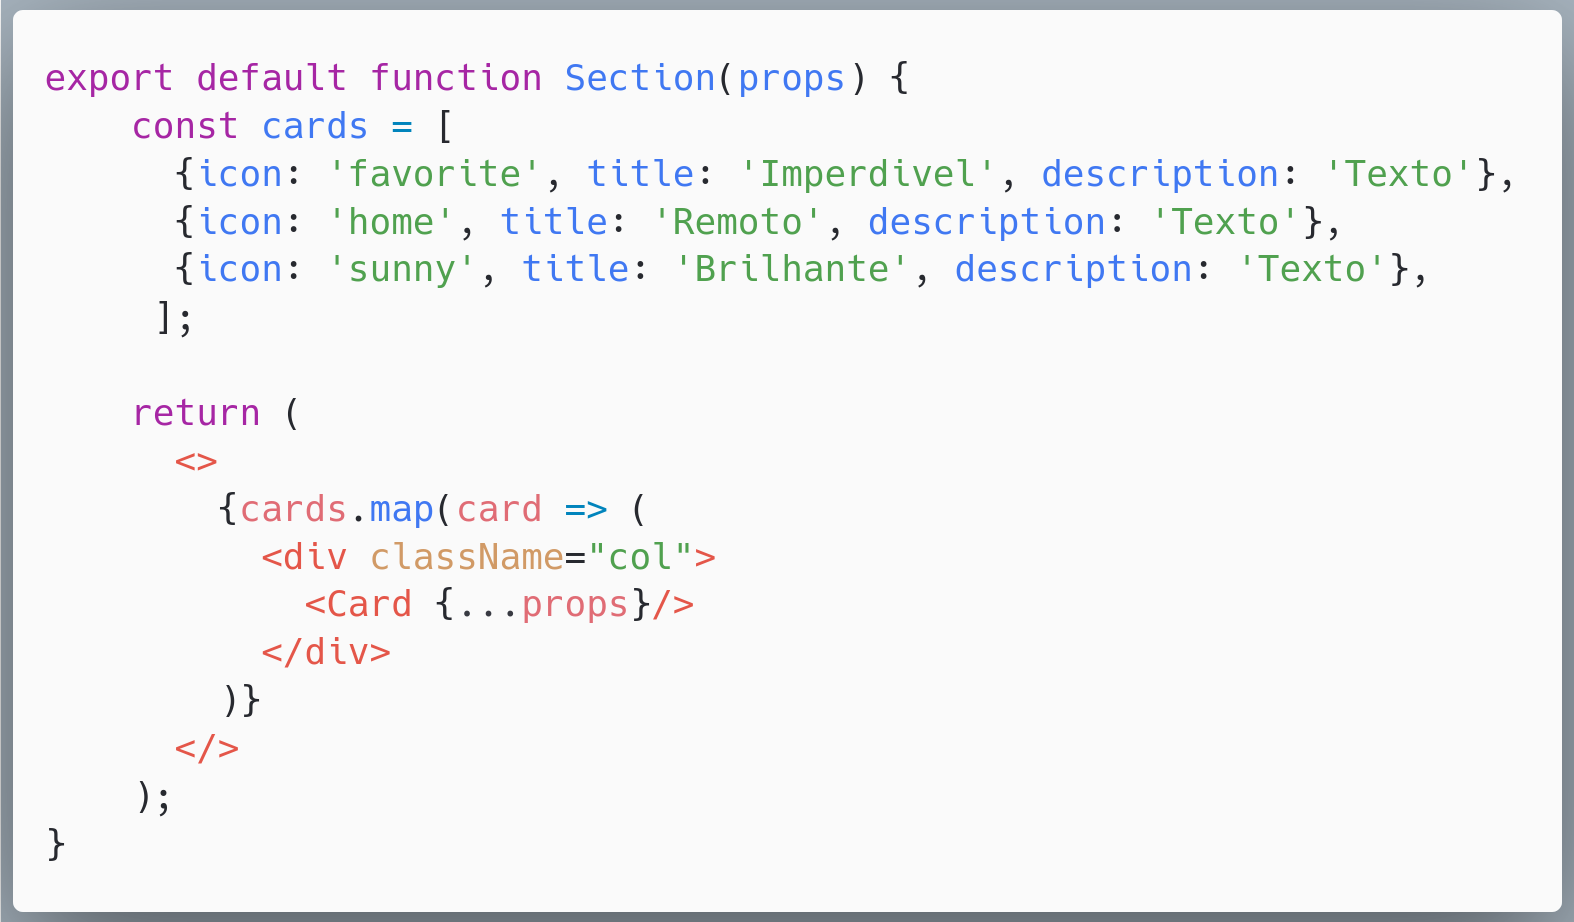 export default function Section(props) {
    const cards = [
      {icon: 'favorite', title: 'Imperdivel', description: 'Texto'},
      {icon: 'home', title: 'Remoto', description: 'Texto'},
      {icon: 'sunny', title: 'Brilhante', description: 'Texto'},
     ];

    return (
      <>
        {cards.map(card => (
          <div className="col">
            <Card {...props}/>
          </div>
        )}
      </>
    );
}